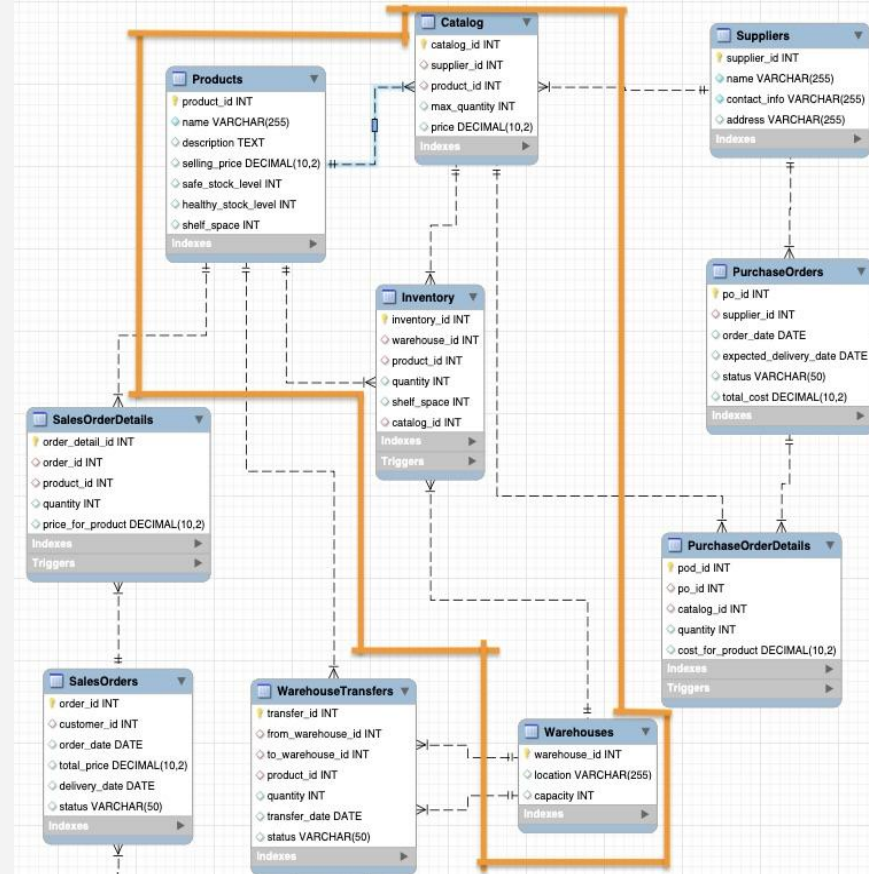 Catalog
catalog_id INT
supplier_id INT
product_id INT
max_quantity INT
price DECIMAL(10,2)
Indexes
Suppliers
supplier_id INT
name VARCHAR(255)
contact_info VARCHAR(255)
address VARCHAR(255)
Indexes
Products
product_id INT
name VARCHAR(255)
description TEXT
selling_price DECIMAL(10,2)
safe_stock_level INT
healthy_stock_level INT
shelf_space INT
Indexes
Inventory
inventory_id INT
warehouse_id INT
product_id INT
quantity INT
shelf_space INT
catalog_id INT
Indexes
Triggers
PurchaseOrders
po_id INT
supplier_id INT
order_date DATE
expected_delivery_date DATE
status VARCHAR(50)
total_cost DECIMAL(10,2)
Indexes
SalesOrderDetails
order_detail_id INT
order_id INT
product_id INT
quantity INT
price_for_product DECIMAL(10,2)
Indexes
Triggers
PurchaseOrderDetails
pod_id INT
po_id INT
catalog_id INT
quantity INT
cost_for_product DECIMAL(10,2)
Indexes
Triggers
SalesOrders
order_id INT
customer_id INT
order_date DATE
total_price DECIMAL(10,2)
delivery_date DATE
status VARCHAR(50)
Indexes
WarehouseTransfers
transfer_id INT
from_warehouse_id INT
to_warehouse_id INT
product_id INT
quantity INT
transfer_date DATE
status VARCHAR(50)
Indexes
Warehouses
warehouse_id INT
location VARCHAR(255)
capacity INT
Indexes